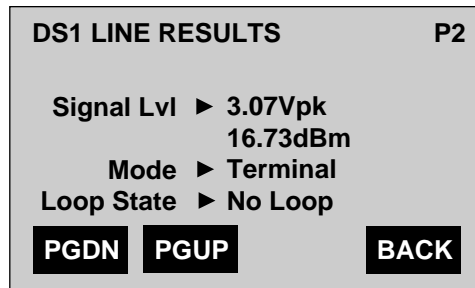 DS1 LINE RESULTS P2
Signal Lvl ► 3.07Vpk
16.73dBm
Mode ► Terminal
Loop State ► No Loop
PGDN PGUP BACK